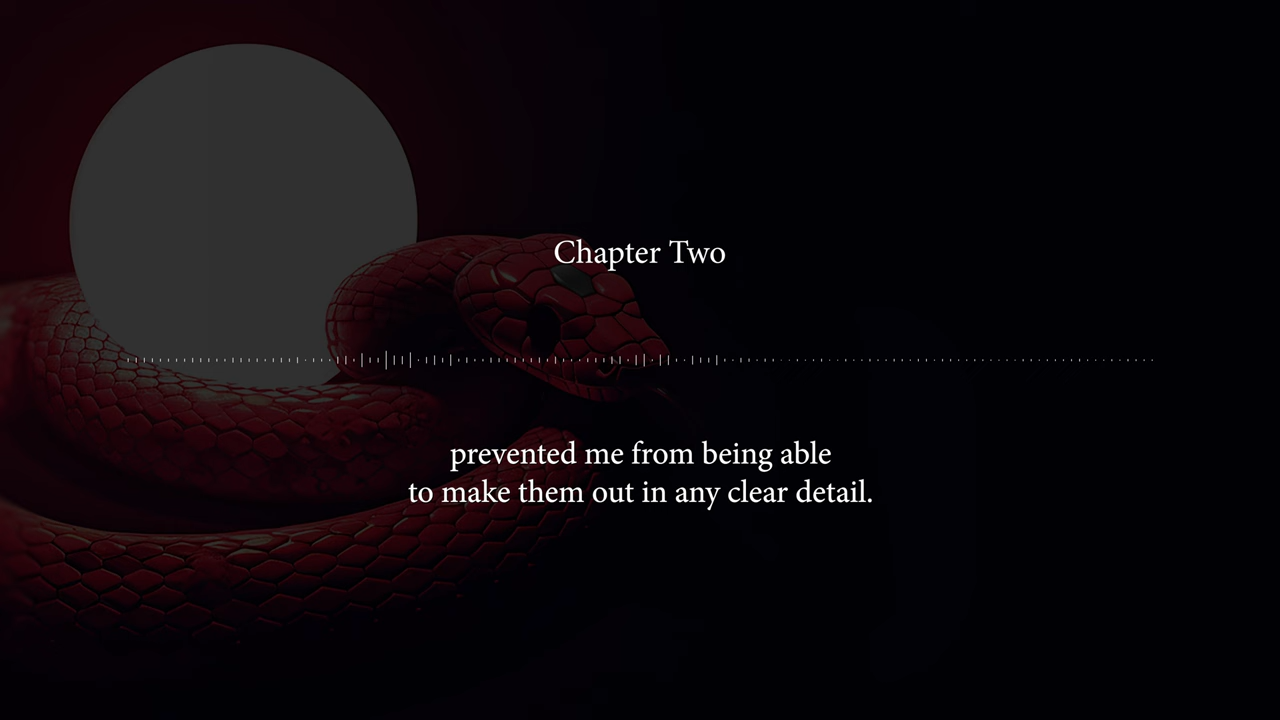 Chapter Two
prevented me from being able
to make them out in any clear detail.